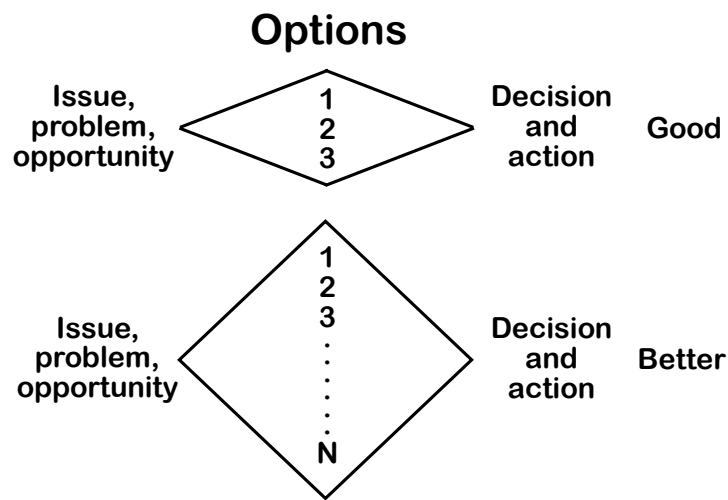 Options
Issue,
problem,
opportunity
1
2
3
Decision
and
action
Good
Issue,
problem,
opportunity
1
2
3
.
.
.
.
.
.
N
Decision
and
action
Better